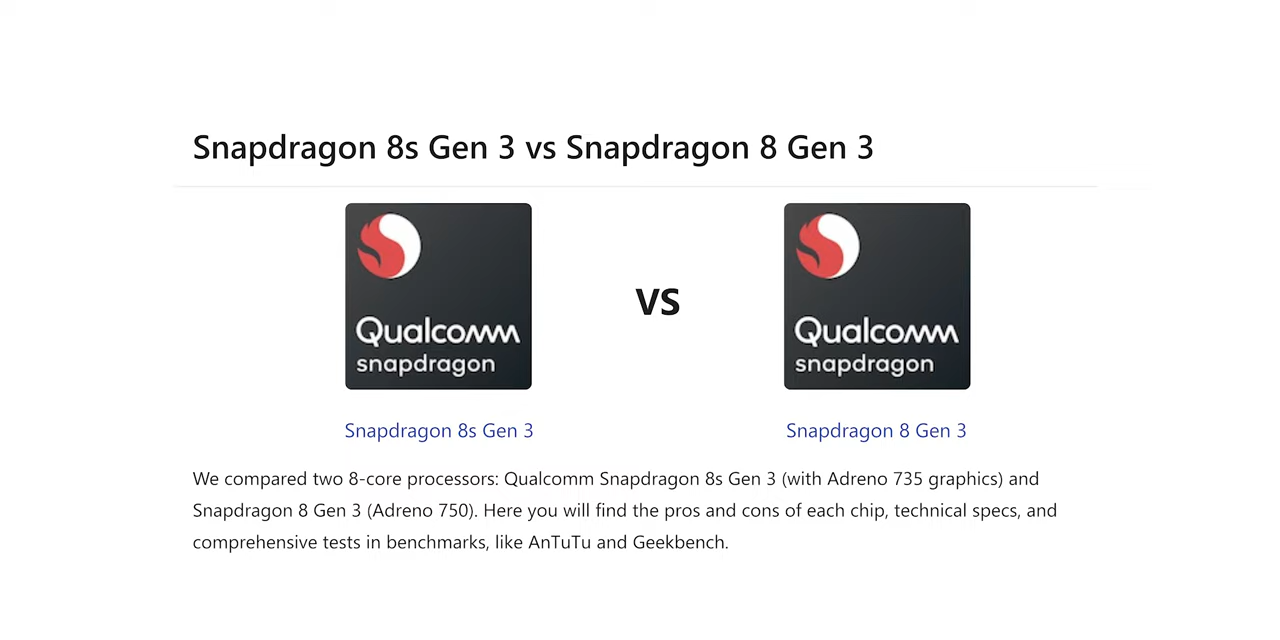 Snapdragon 8s Gen 3 vs Snapdragon 8 Gen 3
Qualcomm
snapdragon
VS
Qualcomm
snapdragon
Snapdragon 8s Gen 3
Snapdragon 8 Gen 3
We compared two 8-core processors: Qualcomm Snapdragon 8s Gen 3 (with Adreno 735 graphics) and
Snapdragon 8 Gen 3 (Adreno 750). Here you will find the pros and cons of each chip, technical specs, and
comprehensive tests in benchmarks, like AnTuTu and Geekbench.